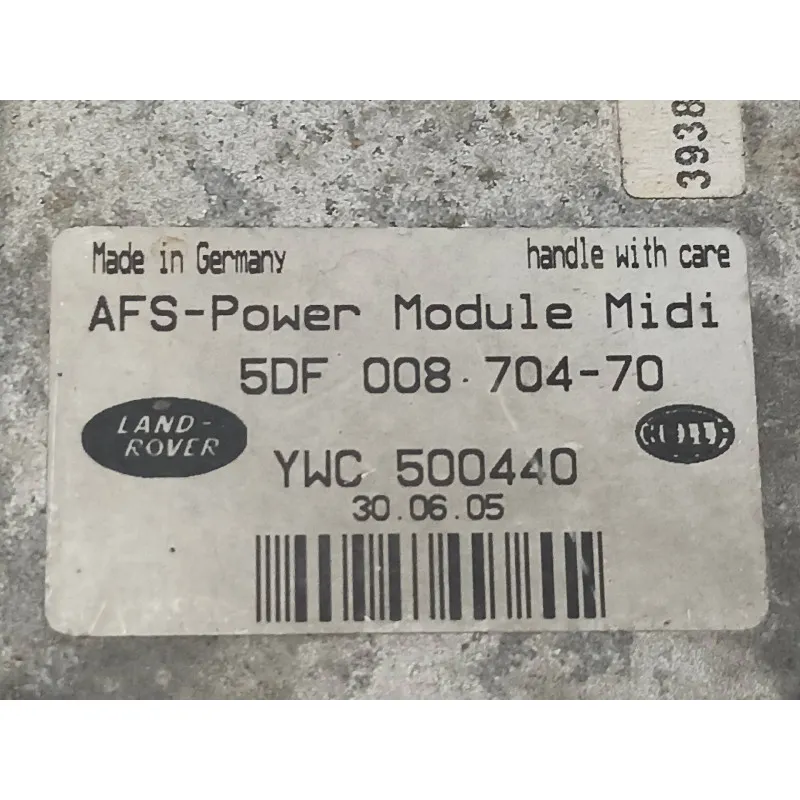 3938
Made in Germany handle with care
AFS-Power Module Midi
5DF 008 704-70
LAND-
ROVER
HELLA
YWC 500440
30.06.05